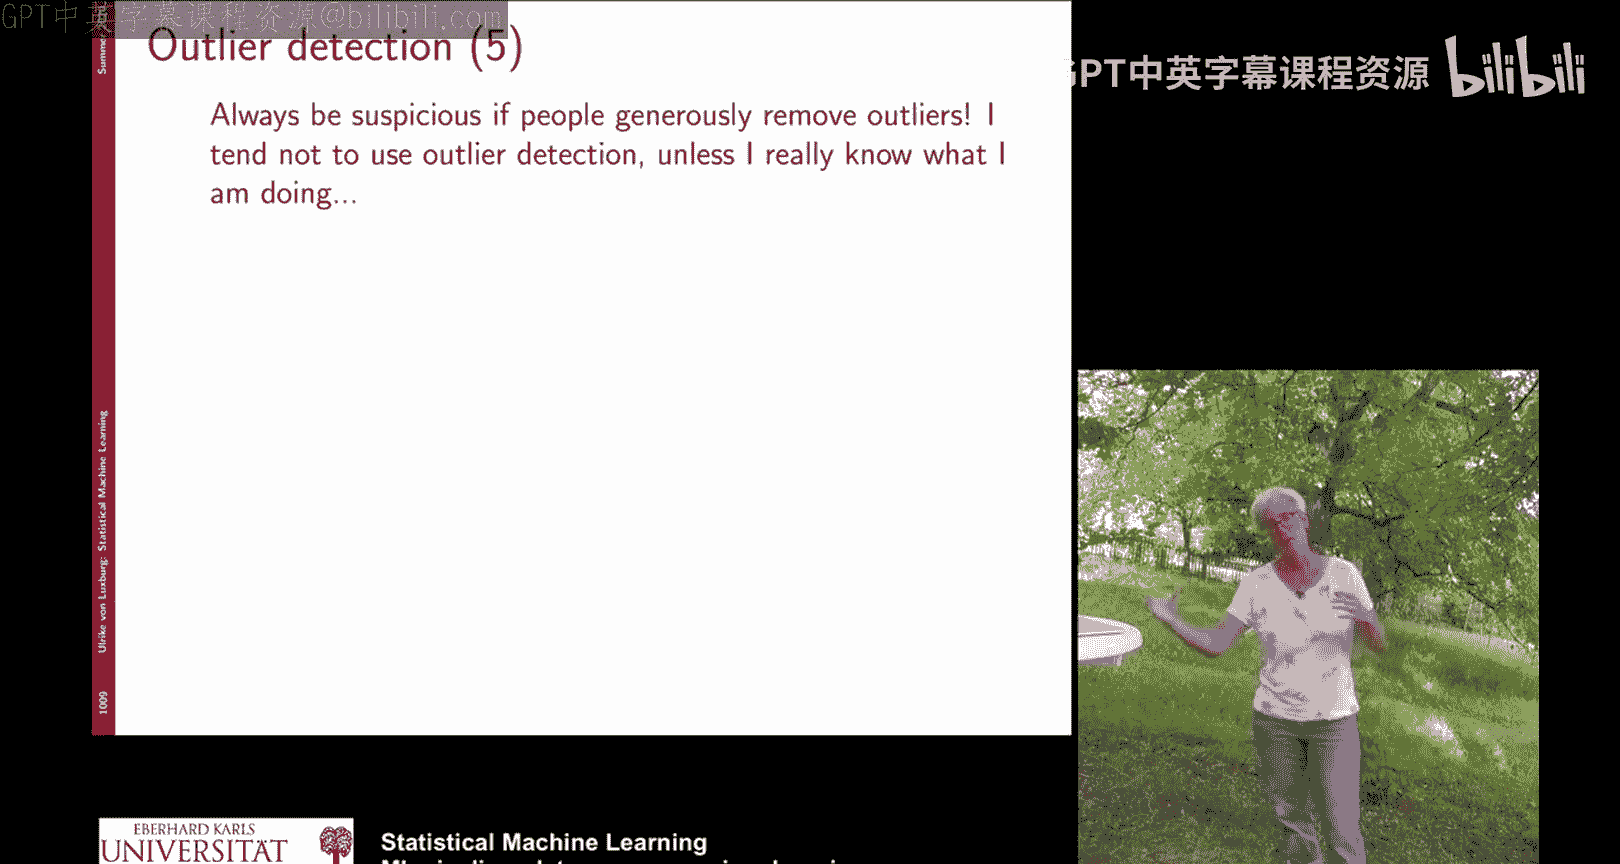 GPT中英字幕课程资源@bilibili.com
Outlier detection (5)
Always be suspicious if people generously remove outliers! I
tend not to use outlier detection, unless I really know what I
am doing...
Ulrike von Luxburg: Statistical Machine Learning
1009
GPT中英字幕课程资源 bilibili
EBERHARD KARLS
UNIVERSITÄT
Statistical Machine Learning